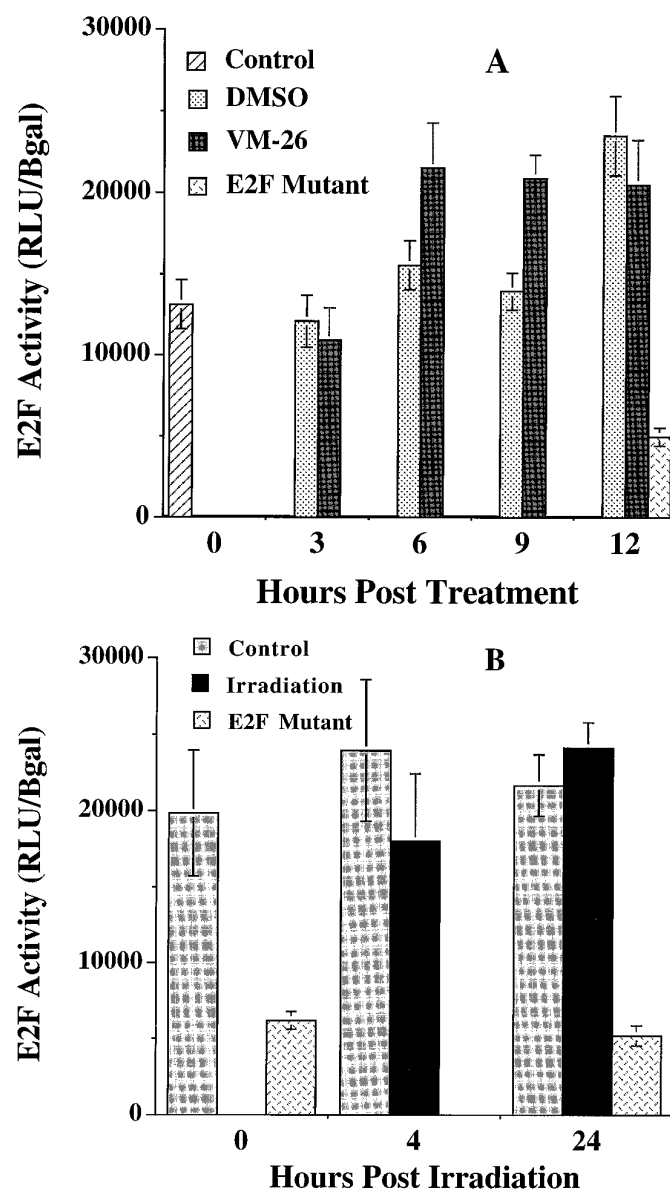 30000
A
Control
DMSO
VM-26
E2F Mutant
20000
10000
0
E2F Activity (RLU/Bgal)
0 3 6 9 12
Hours Post Treatment
30000
B
Control
Irradiation
E2F Mutant
20000
10000
0
E2F Activity (RLU/Bgal)
0 4 24
Hours Post Irradiation